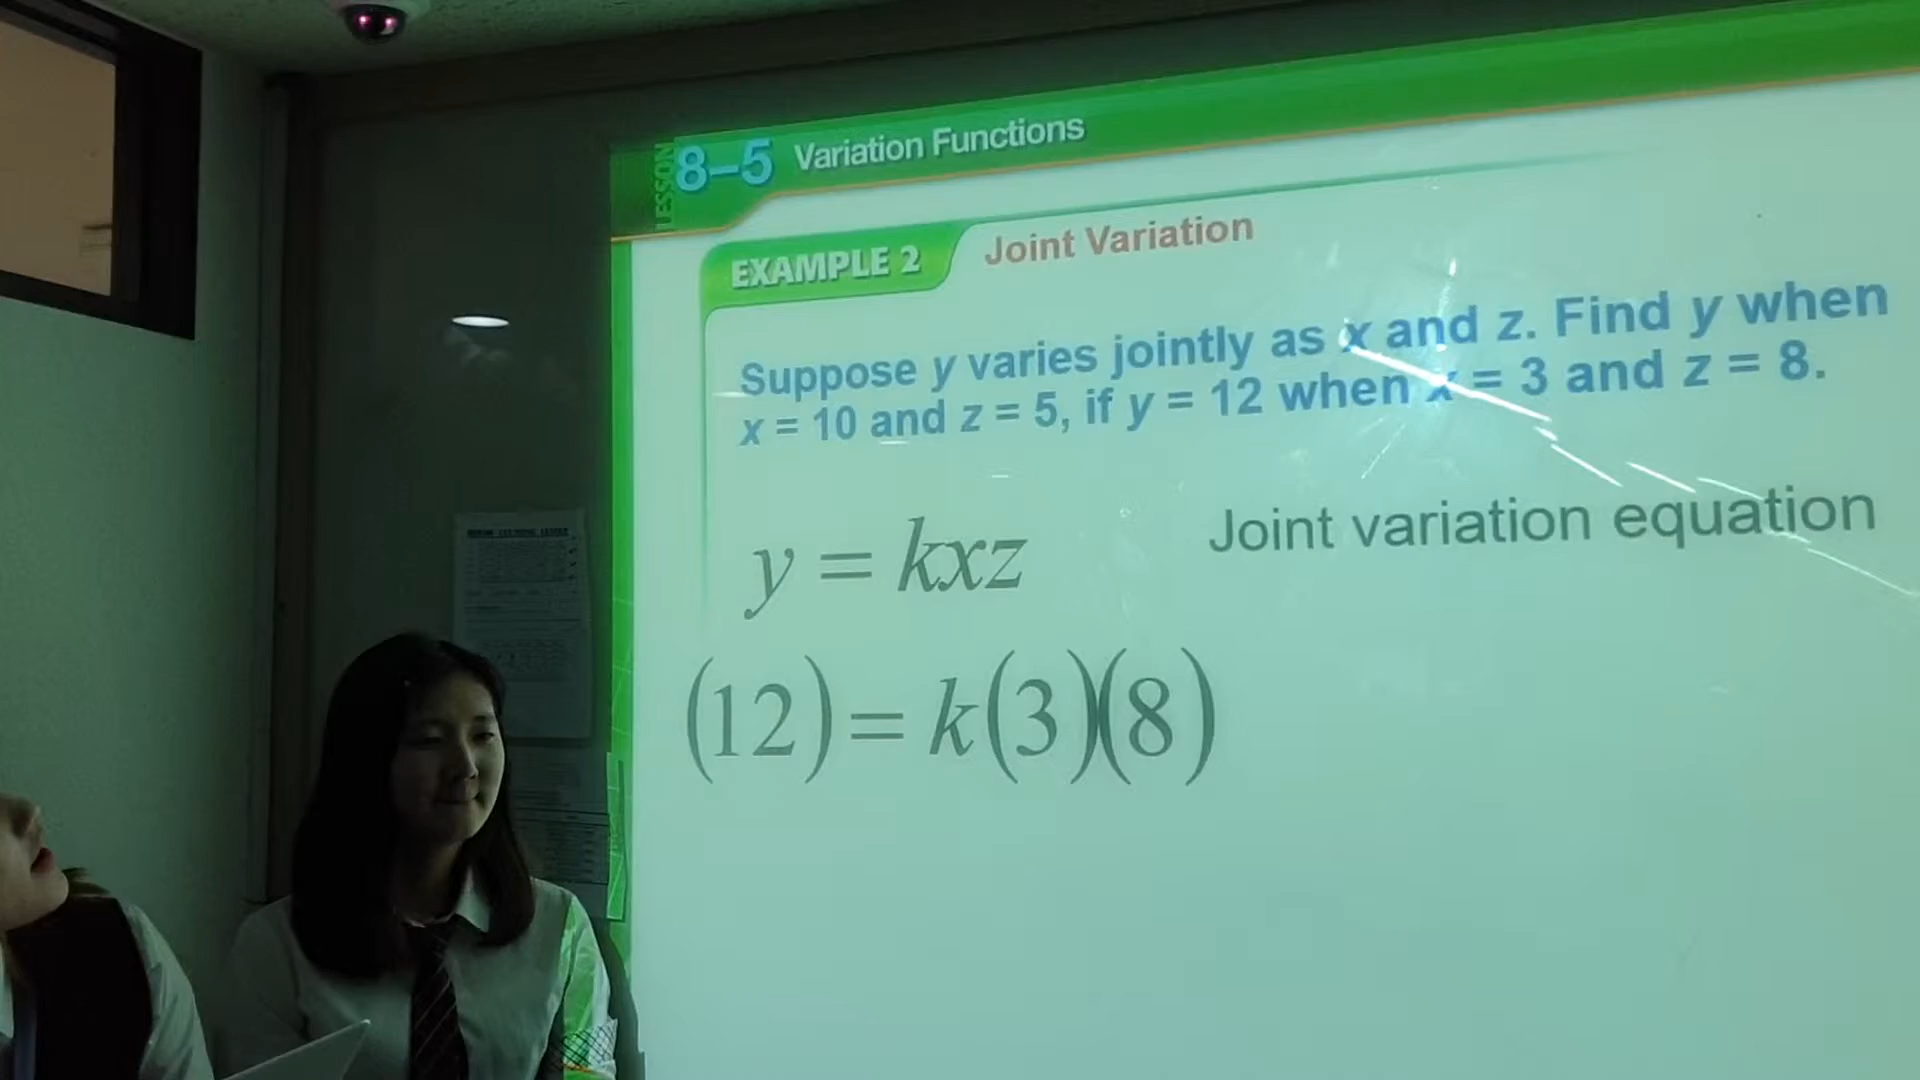 LESSON
8–5 Variation Functions
EXAMPLE 2 Joint Variation
Suppose y varies jointly as x and z. Find y when
x = 10 and z = 5, if y = 12 when x = 3 and z = 8.
y = kxz Joint variation equation
(12) = k(3)(8)